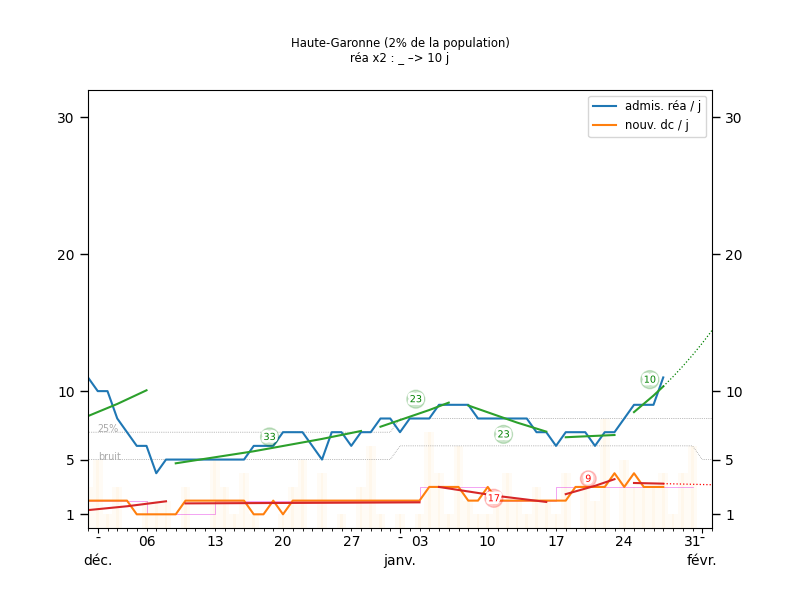 Haute-Garonne (2% de la population)
réa x2 : _ –> 10 j
admis. réa / j
nouv. dc / j
30
30
20
20
10
10
5
5
1
1
25%
bruit
33
23
23
10
17
9
- 06 13 20 27 - 03 10 17 24 31 -
déc. janv. févr.